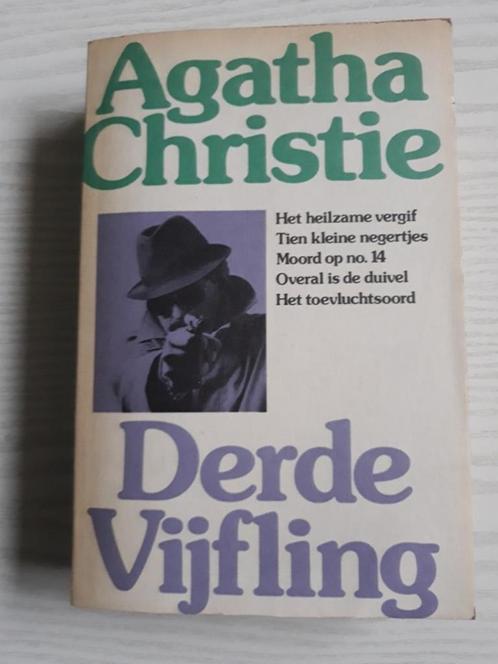 Agatha
Christie
Het heilzame vergif
Tien kleine negertjes
Moord op no. 14
Overal is de duivel
Het toevluchtsoord
Derde
Vijfling